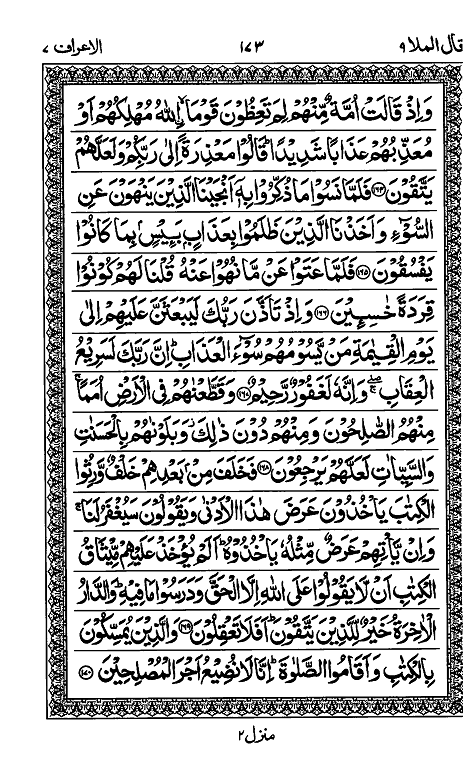 قال الملا ٩ ١٧٣ الاعراف ٧
وَاِذْ قَالَتْ اُمَّةٌ مِّنْهُمْ لِمَ تَعِظُوْنَ قَوْمَاۙ اۨللّٰهُ مُهْلِكُهُمْ اَوْ
مُعَذِّبُهُمْ عَذَابًا شَدِيْدًاؕ قَالُوْا مَعْذِرَةً اِلٰى رَبِّكُمْ وَلَعَلَّهُمْ
يَتَّقُوْنَ ﴿۱۶۴﴾ فَلَمَّا نَسُوْا مَا ذُكِّرُوْا بِهٖۤ اَنْجَيْنَا الَّذِيْنَ يَنْهَوْنَ عَنِ
السُّوْٓءِ وَاَخَذْنَا الَّذِيْنَ ظَلَمُوْا بِعَذَابٍۭ بَـِٔيْسٍۭ بِمَا كَانُوْا
يَفْسُقُوْنَ ﴿۱۶۵﴾ فَلَمَّا عَتَوْا عَنْ مَّا نُهُوْا عَنْهُ قُلْنَا لَهُمْ كُوْنُوْا
قِرَدَةً خٰسِـِٕيْنَ ﴿۱۶۶﴾ وَاِذْ تَاَذَّنَ رَبُّكَ لَيَبْعَثَنَّ عَلَيْهِمْ اِلٰى
يَوْمِ الْقِيٰمَةِ مَنْ يَّسُوْمُهُمْ سُوْٓءَ الْعَذَابِؕ اِنَّ رَبَّكَ لَسَرِيْعُ
الْعِقَابِۖۚ وَاِنَّهٗ لَغَفُوْرٌ رَّحِيْمٌ ﴿۱۶۷﴾ وَقَطَّعْنٰهُمْ فِى الْاَرْضِ اُمَمًاۚ
مِنْهُمُ الصّٰلِحُوْنَ وَمِنْهُمْ دُوْنَ ذٰلِكَؗ وَبَلَوْنٰهُمْ بِالْحَسَنٰتِ
وَالسَّيِّاٰتِ لَعَلَّهُمْ يَرْجِعُوْنَ ﴿۱۶۸﴾ فَخَلَفَ مِنْۢ بَعْدِهِمْ خَلْفٌ وَّرِثُوا
الْكِتٰبَ يَاْخُذُوْنَ عَرَضَ هٰذَا الْاَدْنٰى وَيَقُوْلُوْنَ سَيُغْفَرُ لَنَاۚ
وَاِنْ يَّاْتِهِمْ عَرَضٌ مِّثْلُهٗ يَاْخُذُوْهُؕ اَلَمْ يُؤْخَذْ عَلَيْهِمْ مِّيْثَاقُ
الْكِتٰبِ اَنْ لَّا يَقُوْلُوْا عَلَى اللّٰهِ اِلَّا الْحَقَّ وَدَرَسُوْا مَا فِيْهِؕ وَالدَّارُ
الْاٰخِرَةُ خَيْرٌ لِّلَّذِيْنَ يَتَّقُوْنَؕ اَفَلَا تَعْقِلُوْنَ ﴿۱۶۹﴾ وَالَّذِيْنَ يُمَسِّكُوْنَ
بِالْكِتٰبِ وَاَقَامُوا الصَّلٰوةَؕ اِنَّا لَا نُضِيْعُ اَجْرَ الْمُصْلِحِيْنَ ﴿۱۷۰﴾
منزل ٢